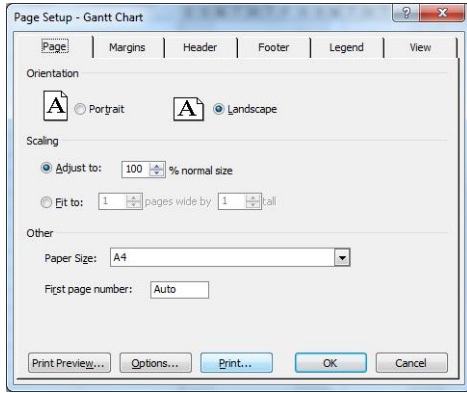 Page Setup - Gantt Chart
Page Margins Header Footer Legend View
Orientation
A Portrait A Landscape
Scaling
Adjust to: 100 % normal size
Fit to: 1 pages wide by 1 tall
Other
Paper Size: A4
First page number: Auto
Print Preview... Options... Print... OK Cancel